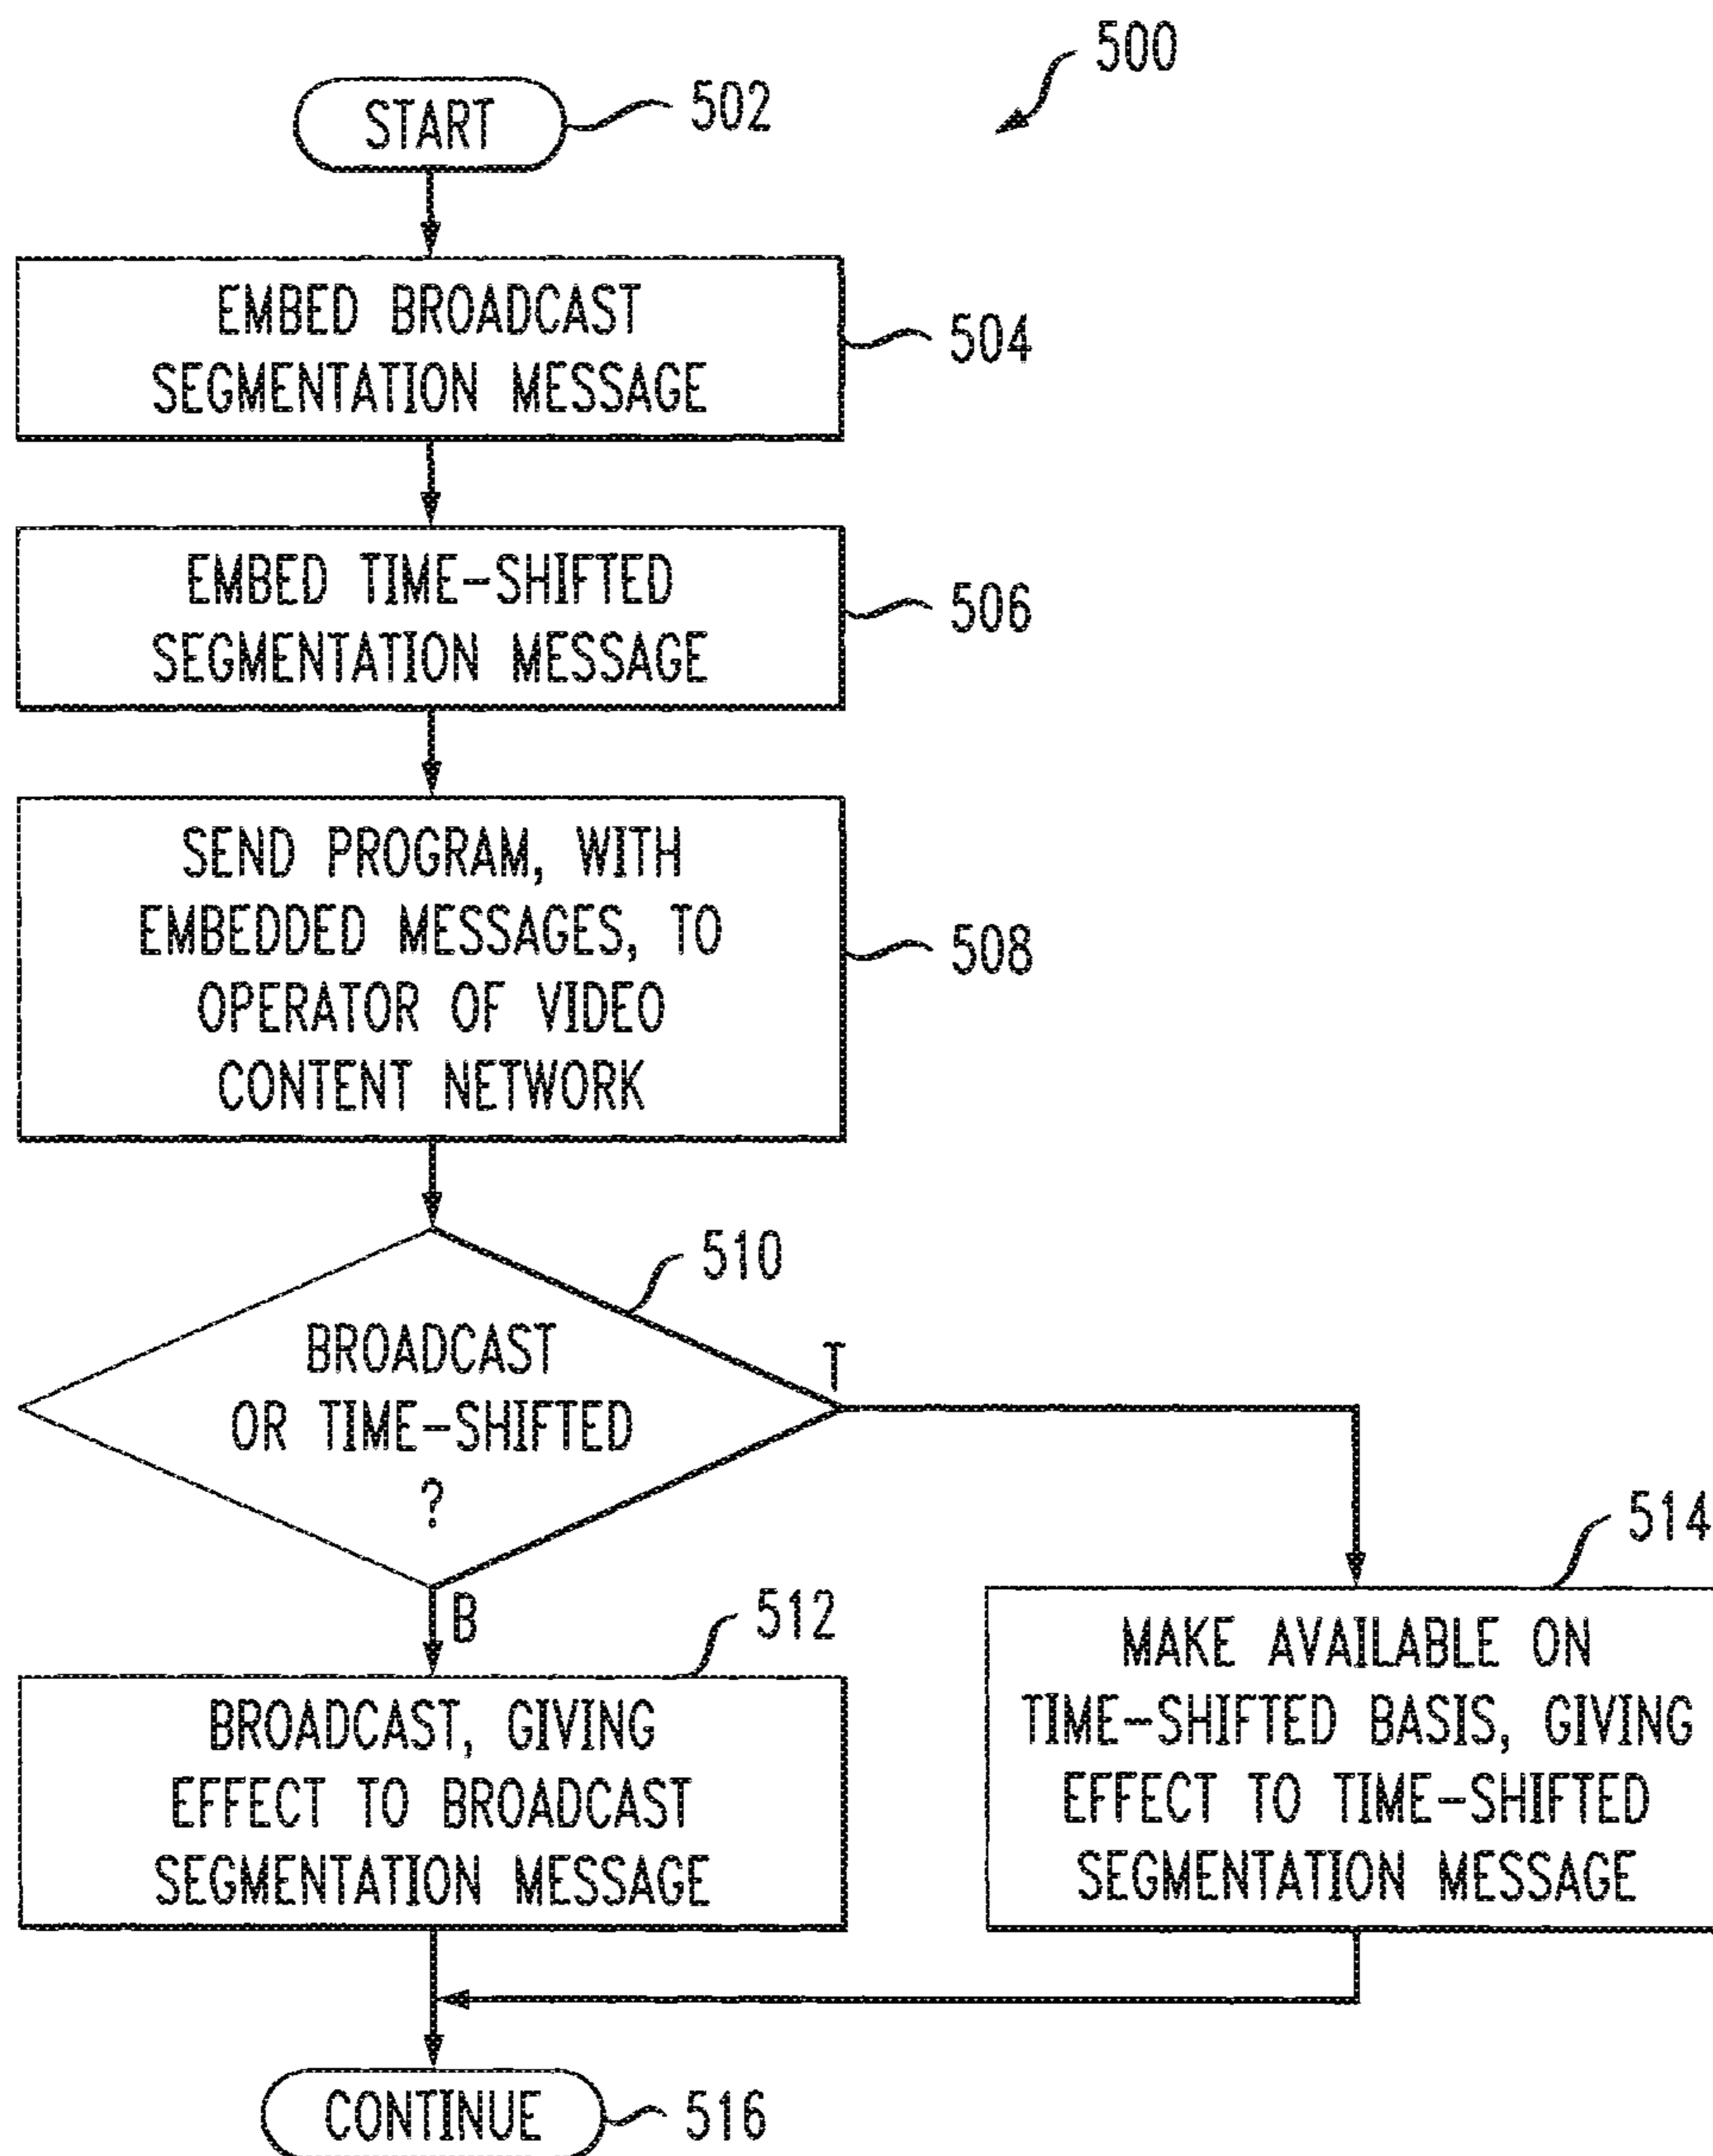 500
START
502
EMBED BROADCAST
SEGMENTATION MESSAGE
504
EMBED TIME-SHIFTED
SEGMENTATION MESSAGE
506
SEND PROGRAM, WITH
EMBEDDED MESSAGES, TO
OPERATOR OF VIDEO
CONTENT NETWORK
508
510
BROADCAST
OR TIME-SHIFTED
?
T
B
512
BROADCAST, GIVING
EFFECT TO BROADCAST
SEGMENTATION MESSAGE
514
MAKE AVAILABLE ON
TIME-SHIFTED BASIS, GIVING
EFFECT TO TIME-SHIFTED
SEGMENTATION MESSAGE
CONTINUE
516